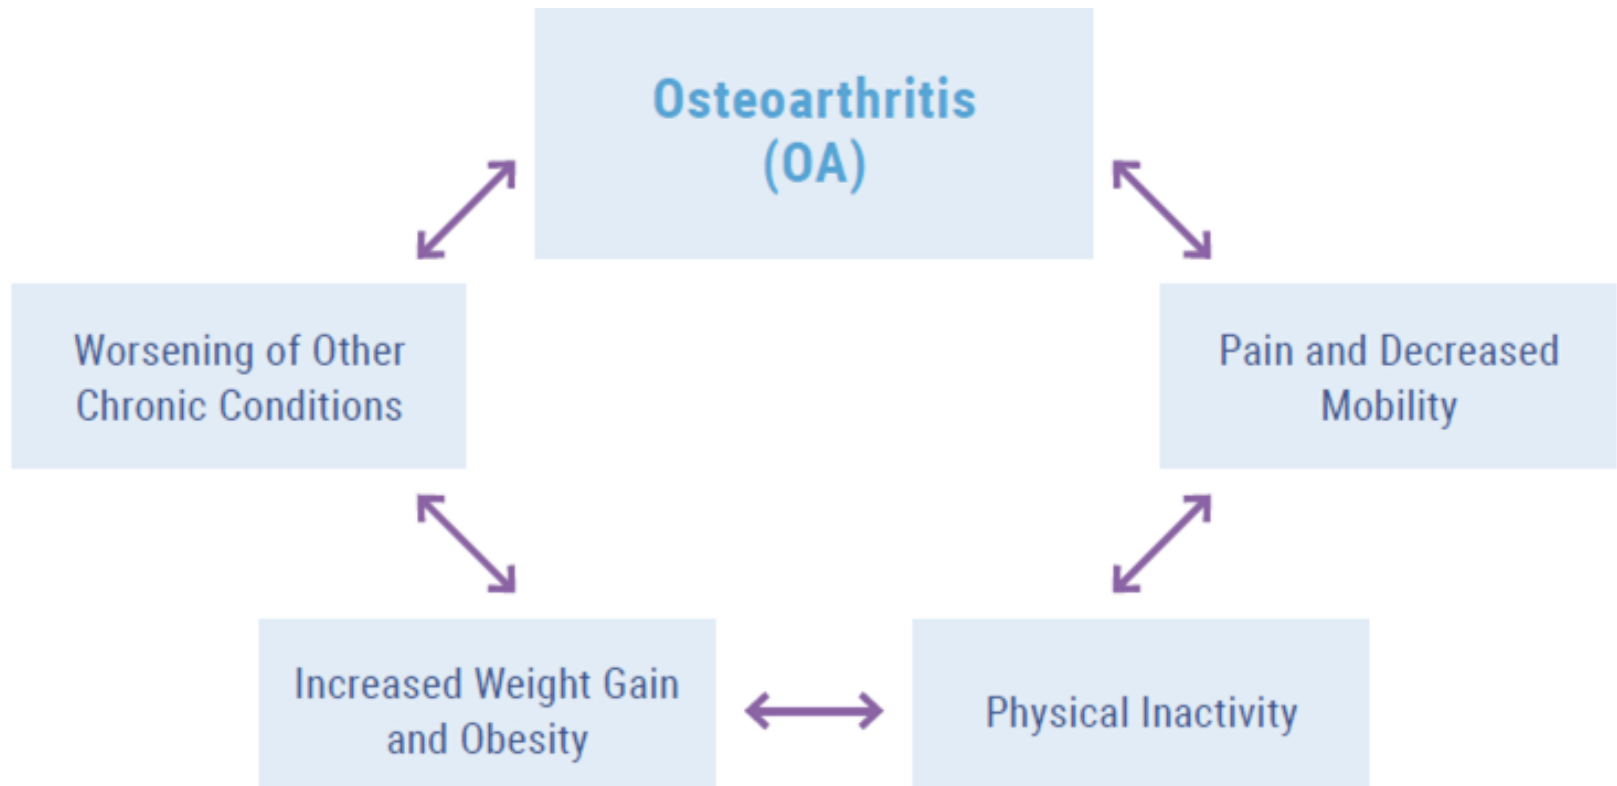 Osteoarthritis
(OA)
Worsening of Other
Chronic Conditions
Pain and Decreased
Mobility
Increased Weight Gain
and Obesity
Physical Inactivity